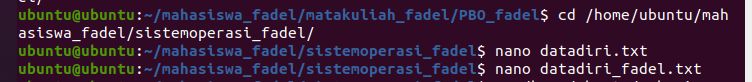 ubuntu@ubuntu:~/mahasiswa_fadel/matakuliah_fadel/PBO_fadel$ cd /home/ubuntu/mah
asiswa_fadel/sistemoperasi_fadel/
ubuntu@ubuntu:~/mahasiswa_fadel/sistemoperasi_fadel$ nano datadiri.txt
ubuntu@ubuntu:~/mahasiswa_fadel/sistemoperasi_fadel$ nano datadiri_fadel.txt